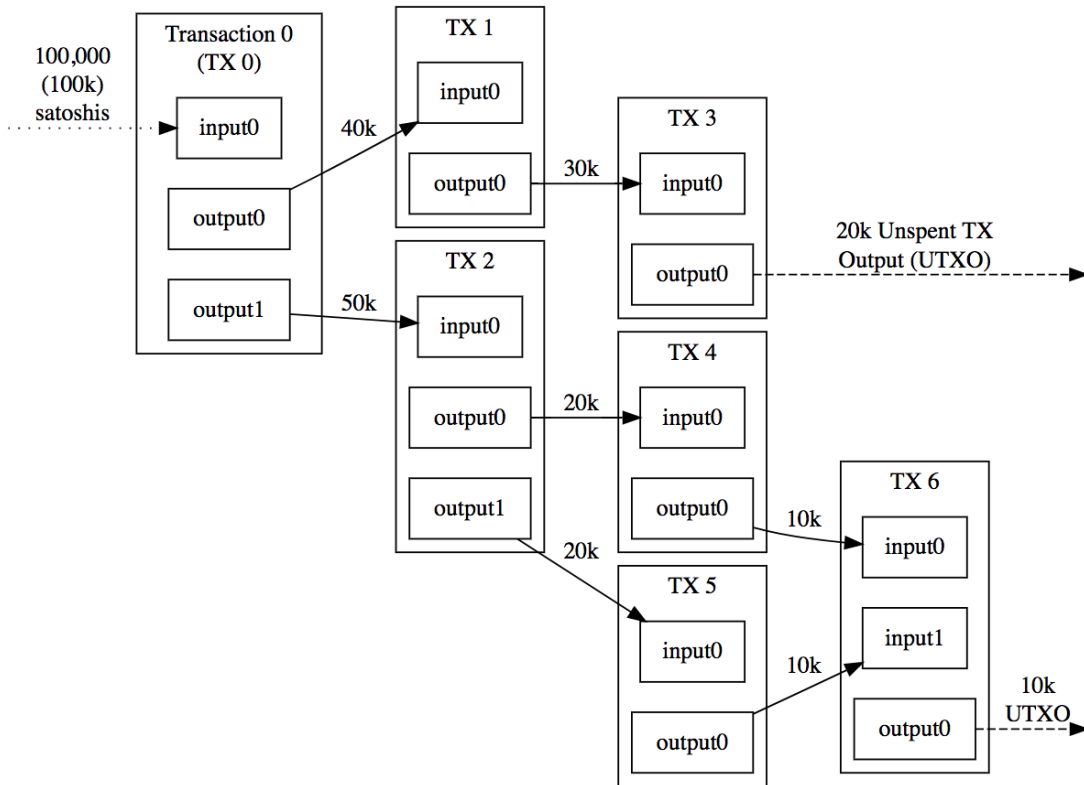 100,000
(100k)
satoshis
Transaction 0
(TX 0)
input0
output0
output1
40k
50k
TX 1
input0
output0
30k
TX 2
input0
output0
output1
20k
20k
TX 3
input0
output0
20k Unspent TX
Output (UTXO)
TX 4
input0
output0
10k
TX 5
input0
output0
10k
TX 6
input0
input1
output0
10k
UTXO